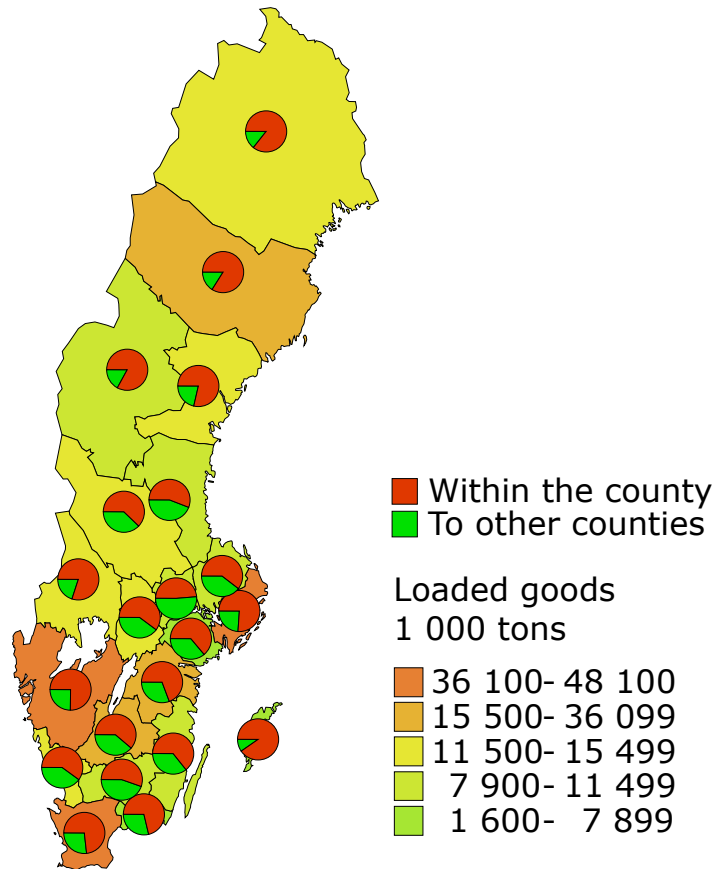 Within the county
To other counties
Loaded goods
1 000 tons
36 100- 48 100
15 500- 36 099
11 500- 15 499
7 900- 11 499
1 600- 7 899